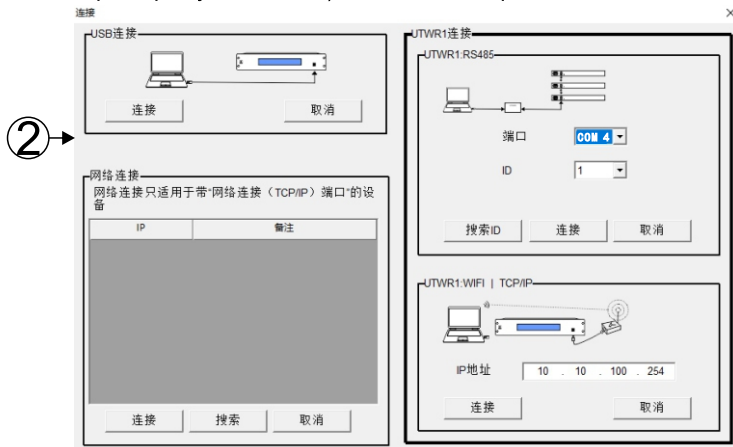 连接
USB连接
连接
取消
②
网络连接
网络连接只适用于带“网络连接（TCP/IP）端口”的设
备
IP
备注
连接
搜索
取消
UTWR1连接
UTWR1:RS485
端口
COM 4
ID
1
搜索ID
连接
取消
UTWR1:WIFI | TCP/IP
IP地址
10 . 10 . 100 . 254
连接
取消